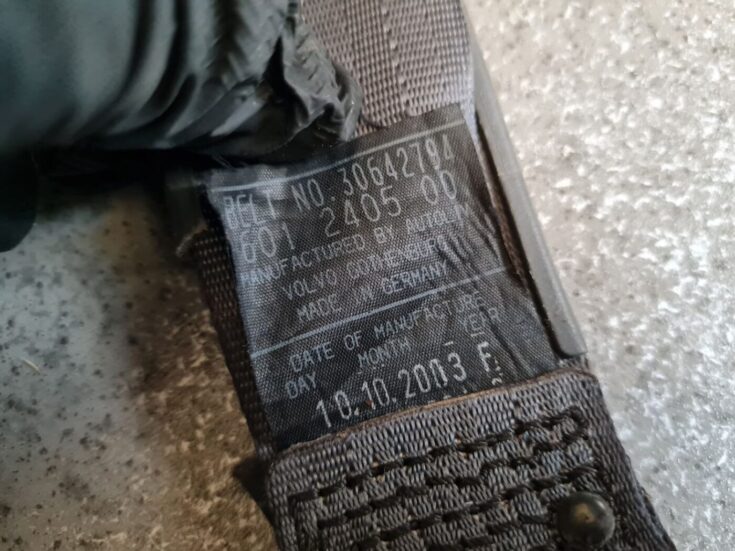 BELT NO. 30642794
601 2405 00
MANUFACTURED BY AUTOLIV
VOLVO GOTHENBURG
MADE IN GERMANY
DATE OF MANUFACTURE
DAY MONTH YEAR
10.10.2003 F